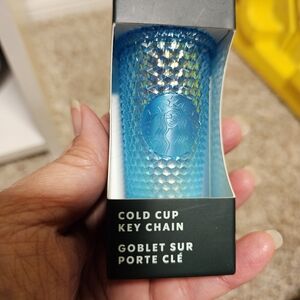 COLD CUP
KEY CHAIN
GOBLET SUR
PORTE CLÉ